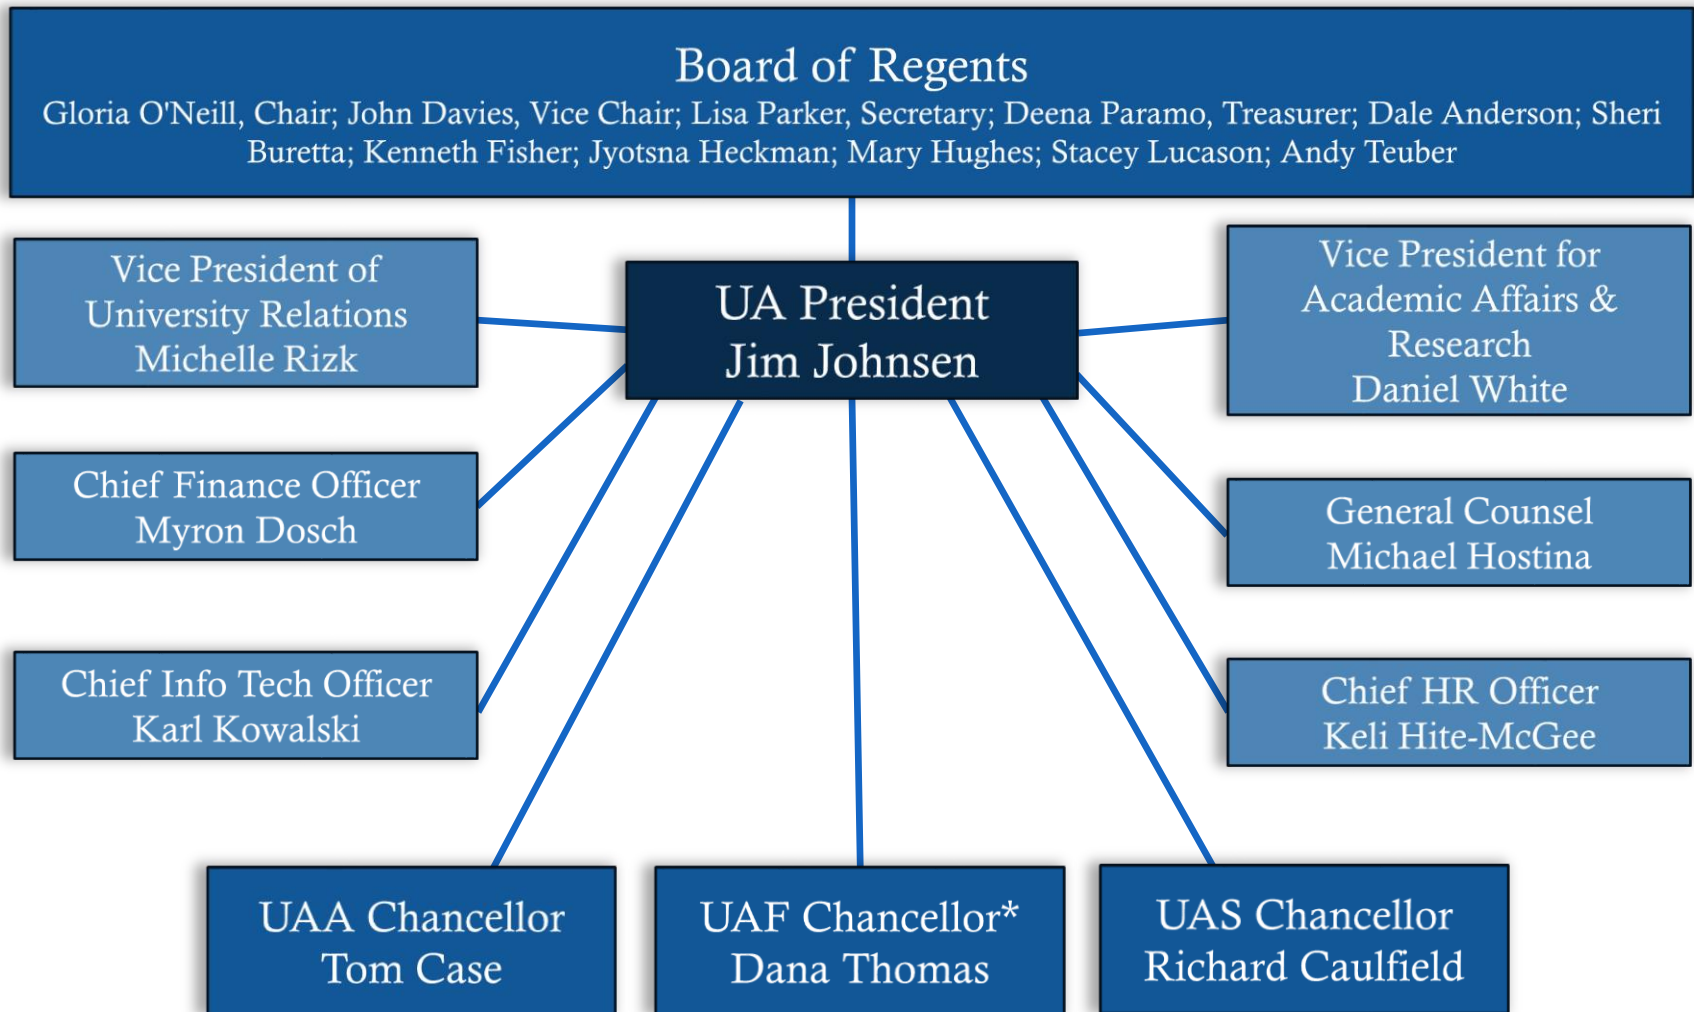 Board of Regents
Gloria O'Neill, Chair; John Davies, Vice Chair; Lisa Parker, Secretary; Deena Paramo, Treasurer; Dale Anderson; Sheri
Buretta; Kenneth Fisher; Jyotsna Heckman; Mary Hughes; Stacey Lucason; Andy Teuber
UA President
Jim Johnsen
Vice President of
University Relations
Michelle Rizk
Vice President for
Academic Affairs &
Research
Daniel White
Chief Finance Officer
Myron Dosch
General Counsel
Michael Hostina
Chief Info Tech Officer
Karl Kowalski
Chief HR Officer
Keli Hite-McGee
UAA Chancellor
Tom Case
UAF Chancellor*
Dana Thomas
UAS Chancellor
Richard Caulfield